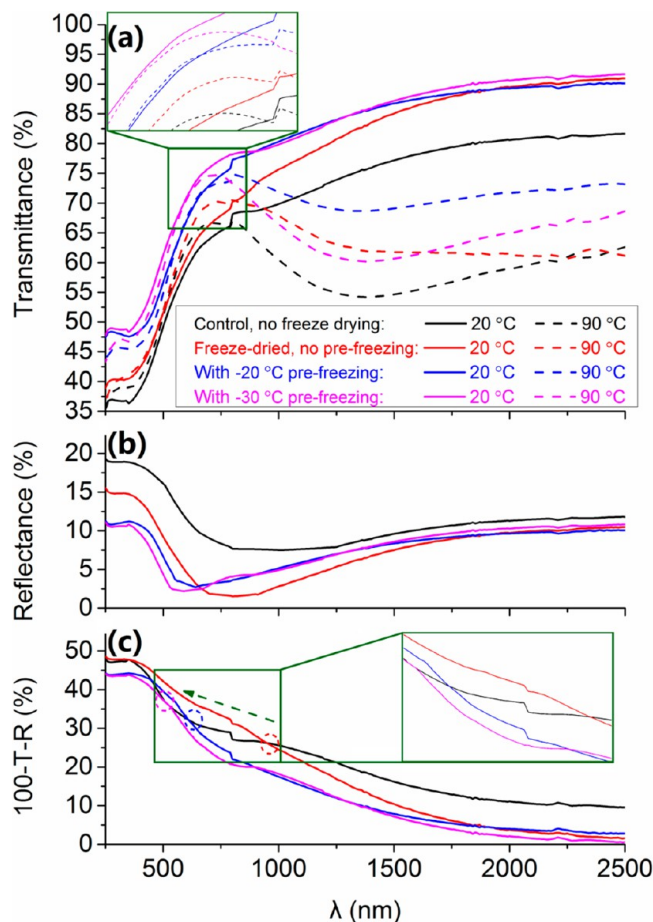 (a)
Transmittance (%)
100
95
90
85
80
75
70
65
60
55
50
45
40
35
Control, no freeze drying: 20 °C 90 °C
Freeze-dried, no pre-freezing: 20 °C 90 °C
With -20 °C pre-freezing: 20 °C 90 °C
With -30 °C pre-freezing: 20 °C 90 °C
(b)
Reflectance (%)
20
15
10
5
0
(c)
100-T-R (%)
50
40
30
20
10
0
500 1000 1500 2000 2500
λ (nm)